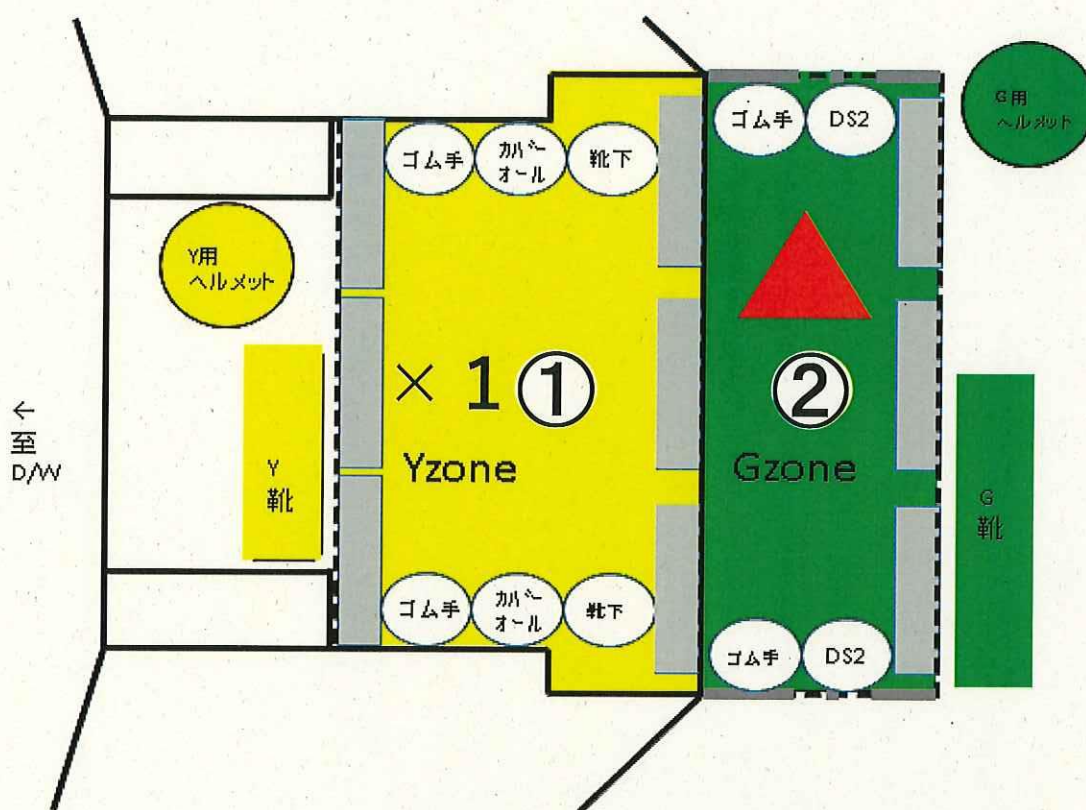 G用
ヘルメット
ゴム手
DS2
ゴム手
カバー
オール
靴下
Y用
ヘルメット
×1 ①
②
←
至
D/W
Yzone
Gzone
Y
靴
G
靴
ゴム手
カバー
オール
靴下
ゴム手
DS2